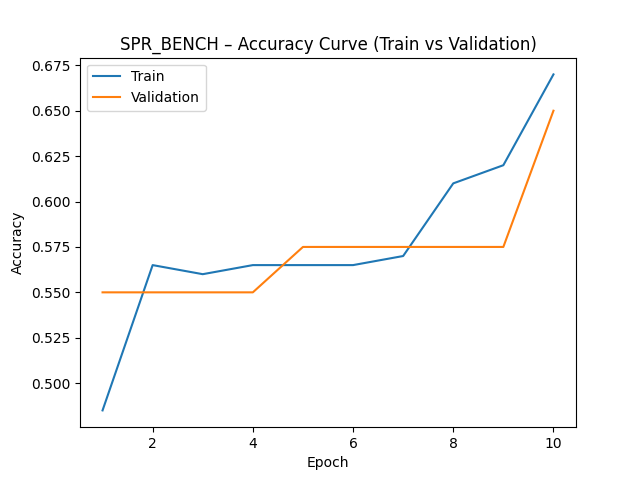 SPR_BENCH – Accuracy Curve (Train vs Validation)
Train
Validation
0.675
0.650
0.625
0.600
0.575
0.550
0.525
0.500
Accuracy
2
4
6
8
10
Epoch